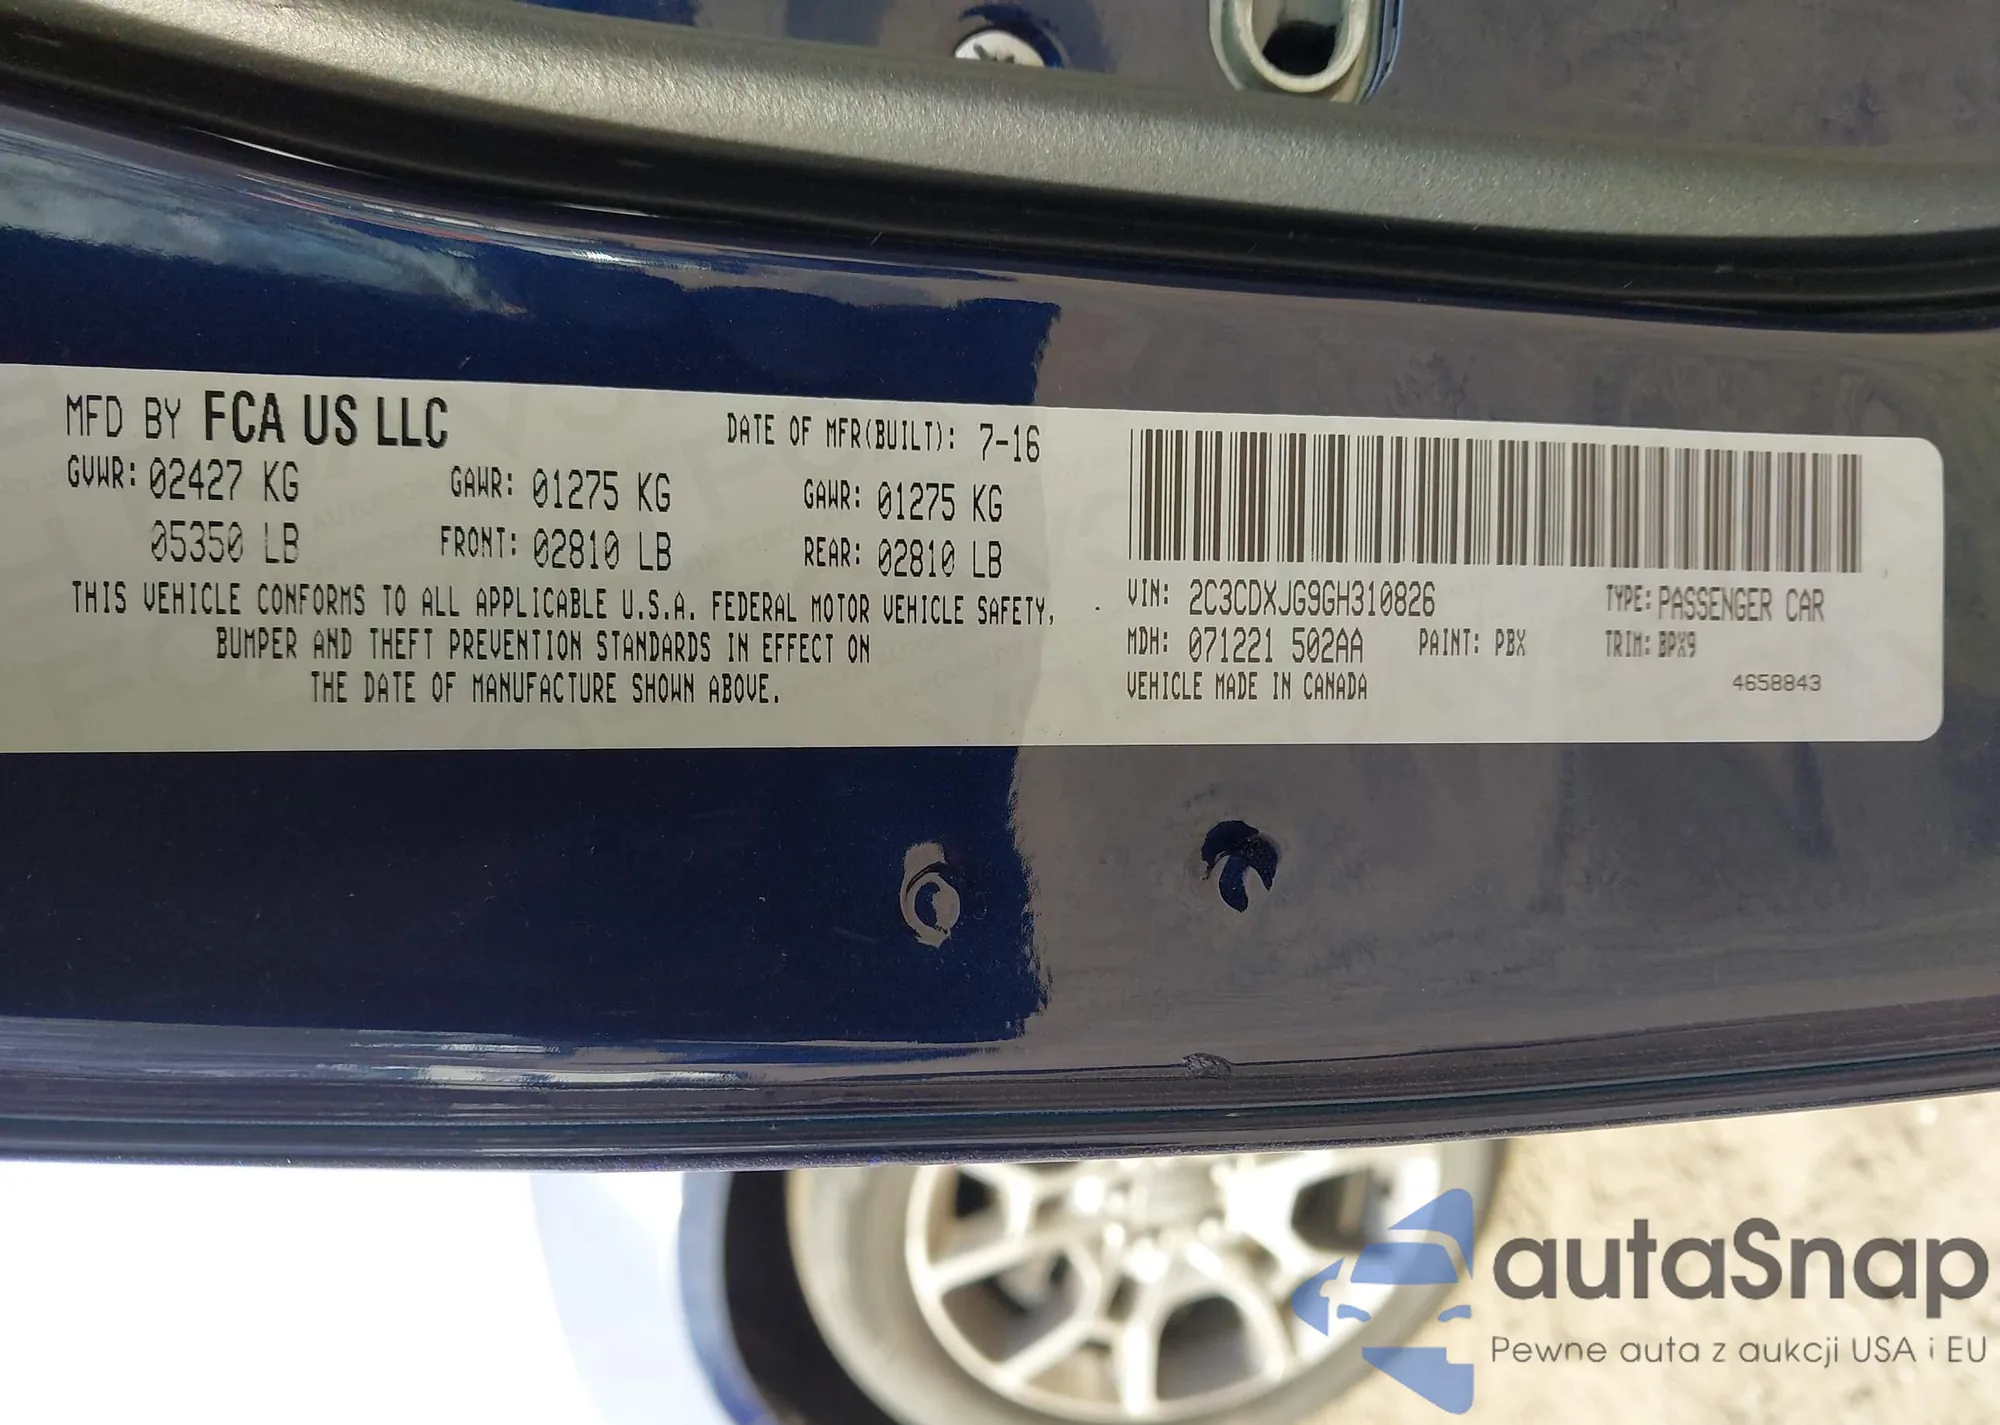 MFD BY FCA US LLC DATE OF MFR(BUILT): 7-16
GVWR: 02427 KG GAWR: 01275 KG GAWR: 01275 KG
05350 LB FRONT: 02810 LB REAR: 02810 LB
THIS VEHICLE CONFORMS TO ALL APPLICABLE U.S.A. FEDERAL MOTOR VEHICLE SAFETY,
BUMPER AND THEFT PREVENTION STANDARDS IN EFFECT ON
THE DATE OF MANUFACTURE SHOWN ABOVE.
VIN: 2C3CDXJG9GH310826 TYPE: PASSENGER CAR
MDH: 071221 502AA PAINT: PBX TRIM: BPX9
VEHICLE MADE IN CANADA 4658843
autaSnap
Pewne auta z aukcji USA i EU